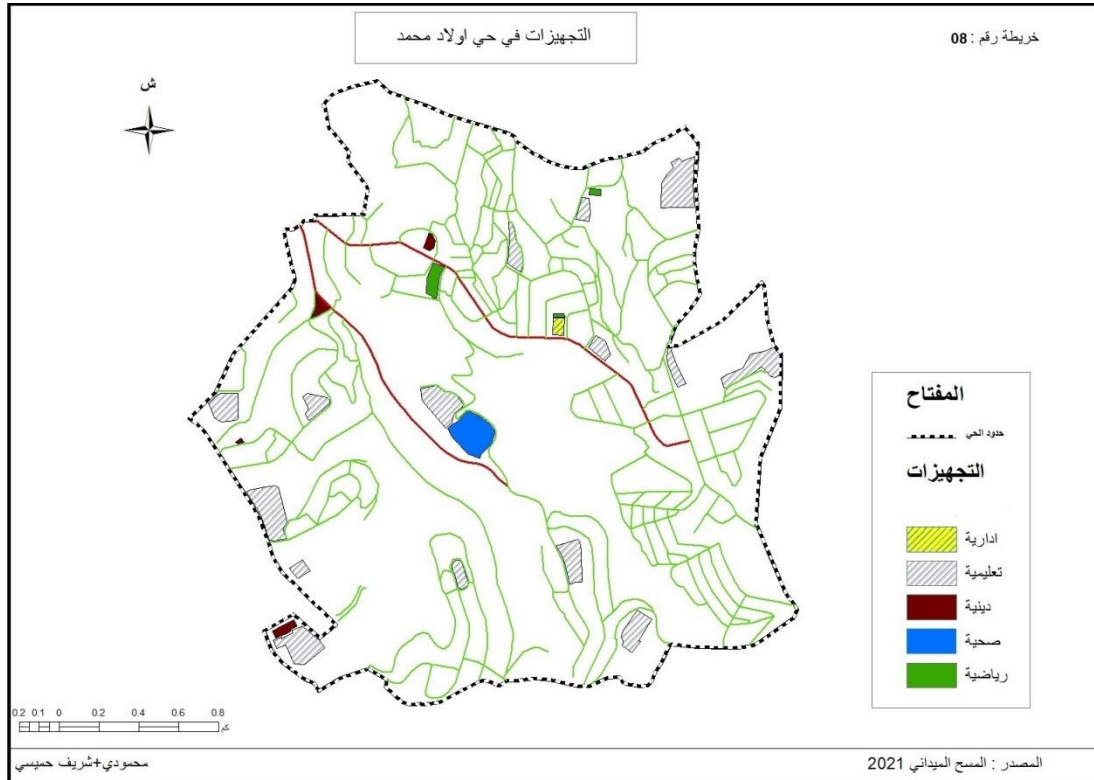 خريطة رقم : 08
التجهيزات في حي اولاد محمد
ش
المفتاح
حدود الحي
التجهيزات
ادارية
تعليمية
دينية
صحية
رياضية
0.2 0.1 0 0.2 0.4 0.6 0.8
كم
المصدر : المسح الميداني 2021
محمودي+شريف خميسي